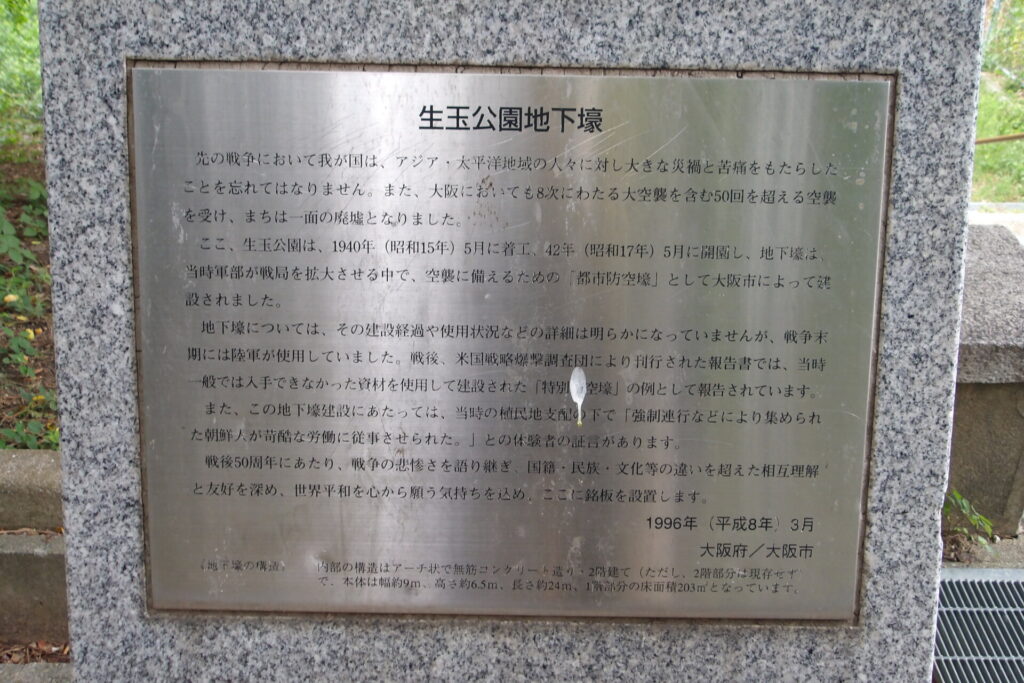 生玉公園地下壕
先の戦争において我が国は、アジア・太平洋地域の人々に対し大きな災禍と苦痛をもたらした
ことを忘れてはなりません。また、大阪においても8次にわたる大空襲を含む50回を超える空襲
を受け、まちは一面の廃墟となりました。
ここ、生玉公園は、1940年（昭和15年）5月に着工、42年（昭和17年）5月に開園し、地下壕は、
当時軍部が戦局を拡大させる中で、空襲に備えるための「都市防空壕」として大阪市によって建
設されました。
地下壕については、その建設経過や使用状況などの詳細は明らかになっていませんが、戦争末
期には陸軍が使用していました。戦後、米国戦略爆撃調査団により刊行された報告書では、当時
一般では入手できなかった資材を使用して建設された「特別 空壕」の例として報告されています。
また、この地下壕建設にあたっては、当時の植民地支配の下で「強制連行などにより集められ
た朝鮮人が苛酷な労働に従事させられた。」との体験者の証言があります。
戦後50周年にあたり、戦争の悲惨さを語り継ぎ、国籍・民族・文化等の違いを超えた相互理解
と友好を深め、世界平和を心から願う気持ちを込め、ここに銘板を設置します。
1996年（平成8年）3月
大阪府／大阪市
《地下壕の構造》 内部の構造はアーチ状で無筋コンクリート造り・2階建て（ただし、2階部分は現存せず）
で、本体は幅約9m、高さ約6.5m、長さ約24m、1階部分の床面積203㎡となっています。